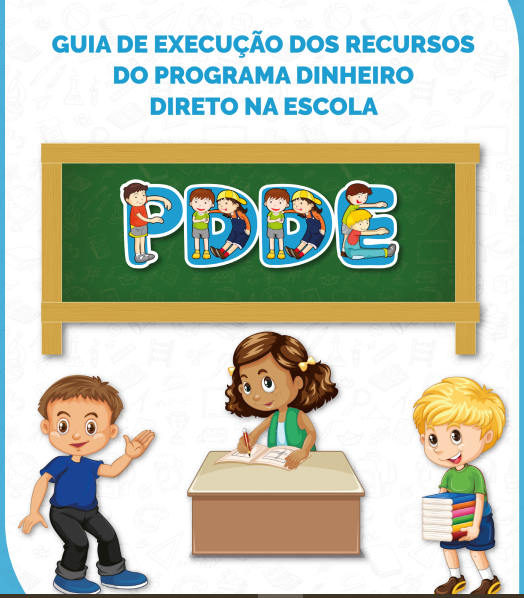 GUIA DE EXECUÇÃO DOS RECURSOS
DO PROGRAMA DINHEIRO
DIRETO NA ESCOLA
PDDE